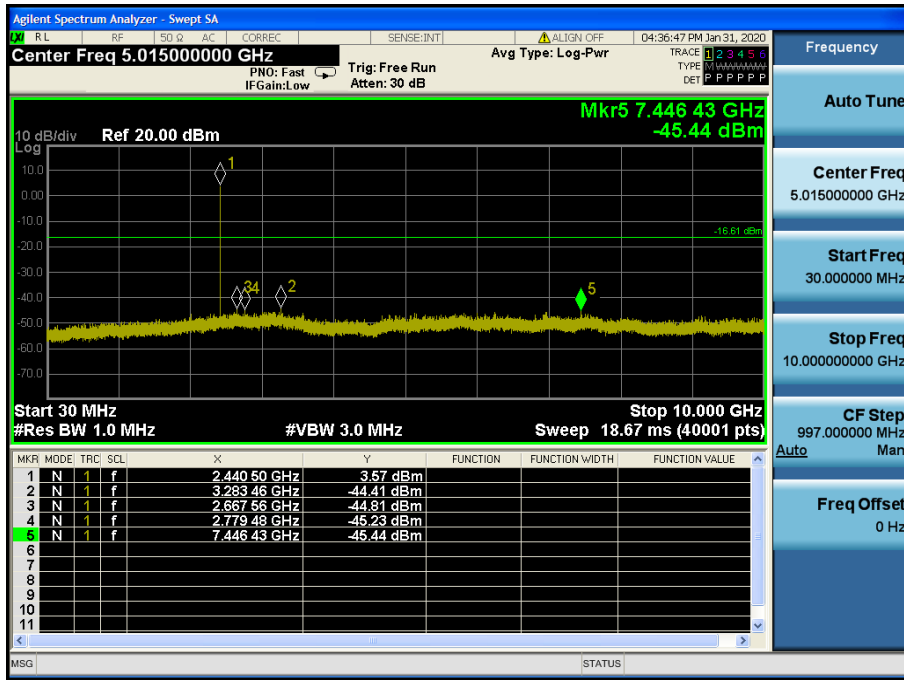 Agilent Spectrum Analyzer - Swept SA
LXI RL RF 50 Ω AC CORREC SENSE:INT ALIGN OFF 04:36:47 PM Jan 31, 2020
Center Freq 5.015000000 GHz
PNO: Fast
IFGain:Low
Trig: Free Run
Atten: 30 dB
Avg Type: Log-Pwr
TRACE 1 2 3 4 5 6
TYPE M WWWWW
DET P P P P P P
Mkr5 7.446 43 GHz
-45.44 dBm
10 dB/div Ref 20.00 dBm
Log
10.0
0.00
-10.0
-20.0
-30.0
-40.0
-50.0
-60.0
-70.0
-16.61 dBm
1
3 4 2
5
Start 30 MHz Stop 10.000 GHz
#Res BW 1.0 MHz #VBW 3.0 MHz Sweep 18.67 ms (40001 pts)
MKR MODE TRC SCL X Y FUNCTION FUNCTION WIDTH FUNCTION VALUE
1 N 1 f 2.440 50 GHz 3.57 dBm
2 N 1 f 3.283 46 GHz -44.41 dBm
3 N 1 f 2.667 56 GHz -44.81 dBm
4 N 1 f 2.779 48 GHz -45.23 dBm
5 N 1 f 7.446 43 GHz -45.44 dBm
6
7
8
9
10
11
MSG STATUS
Frequency
Auto Tune
Center Freq
5.015000000 GHz
Start Freq
30.000000 MHz
Stop Freq
10.000000000 GHz
CF Step
997.000000 MHz
Auto Man
Freq Offset
0 Hz